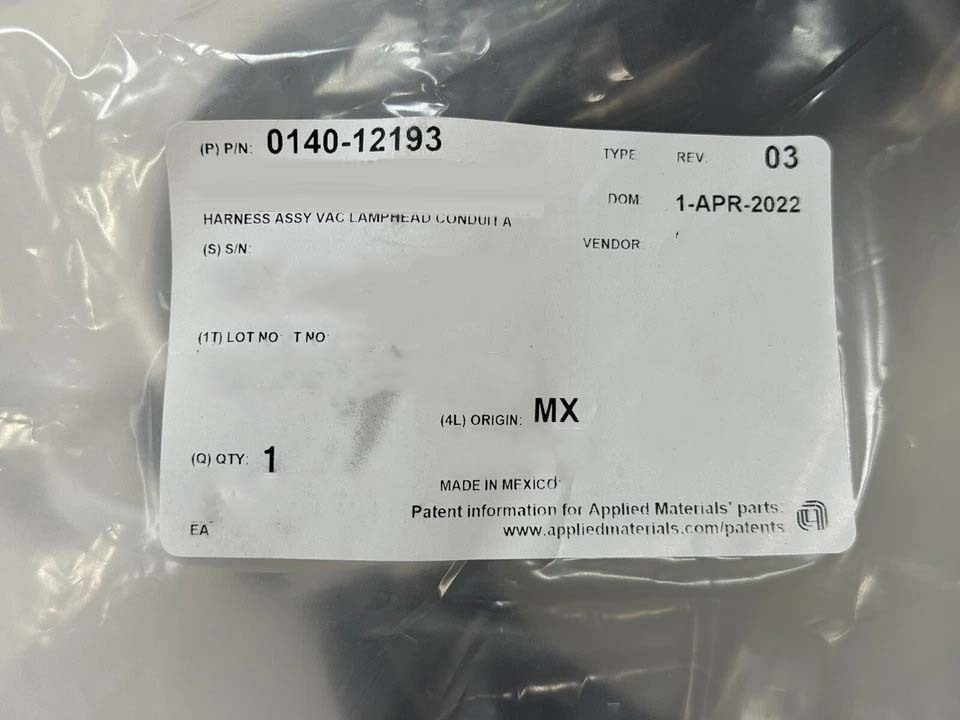 (P) P/N: 0140-12193
TYPE: REV. 03
HARNESS ASSY VAC LAMPHEAD CONDUIT A
DOM: 1-APR-2022
(S) S/N:
VENDOR
(1T) LOT NO T NO
(4L) ORIGIN: MX
(Q) QTY: 1
MADE IN MEXICO
Patent information for Applied Materials' parts:
EA
www.appliedmaterials.com/patents